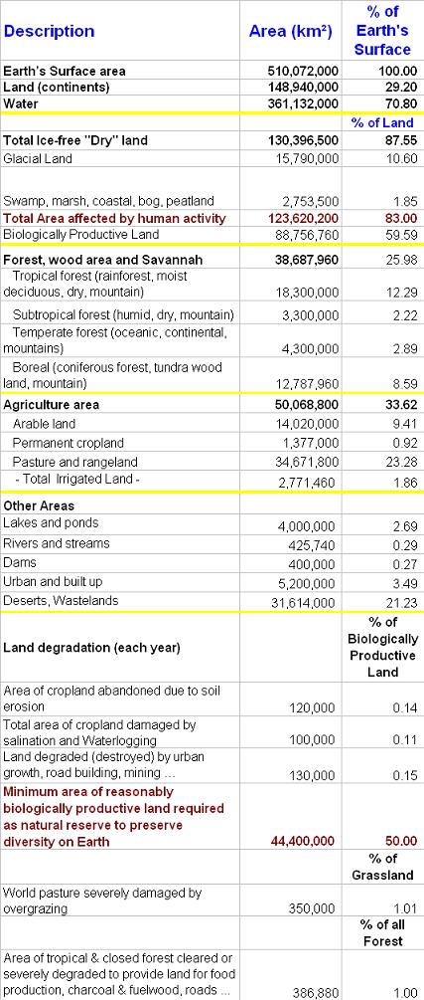 % of
Description Area (km²) Earth's
Surface
Earth's Surface area 510,072,000 100.00
Land (continents) 148,940,000 29.20
Water 361,132,000 70.80
% of Land
Total Ice-free "Dry" land 130,396,500 87.55
Glacial Land 15,790,000 10.60
Swamp, marsh, coastal, bog, peatland 2,753,500 1.85
Total Area affected by human activity 123,620,200 83.00
Biologically Productive Land 88,756,760 59.59
Forest, wood area and Savannah 38,687,960 25.98
Tropical forest (rainforest, moist
deciduous, dry, mountain) 18,300,000 12.29
Subtropical forest (humid, dry, mountain) 3,300,000 2.22
Temperate forest (oceanic, continental,
mountains) 4,300,000 2.89
Boreal (coniferous forest, tundra wood
land, mountain) 12,787,960 8.59
Agriculture area 50,068,800 33.62
Arable land 14,020,000 9.41
Permanent cropland 1,377,000 0.92
Pasture and rangeland 34,671,800 23.28
- Total Irrigated Land - 2,771,460 1.86
Other Areas
Lakes and ponds 4,000,000 2.69
Rivers and streams 425,740 0.29
Dams 400,000 0.27
Urban and built up 5,200,000 3.49
Deserts, Wastelands 31,614,000 21.23
% of
Biologically
Land degradation (each year) Productive
Land
Area of cropland abandoned due to soil
erosion 120,000 0.14
Total area of cropland damaged by
salination and Waterlogging 100,000 0.11
Land degraded (destroyed) by urban
growth, road building, mining ... 130,000 0.15
Minimum area of reasonably
biologically productive land required
as natural reserve to preserve
diversity on Earth 44,400,000 50.00
% of
Grassland
World pasture severely damaged by
overgrazing 350,000 1.01
% of all
Forest
Area of tropical & closed forest cleared or
severely degraded to provide land for food
production, charcoal & fuelwood, roads ... 386,880 1.00